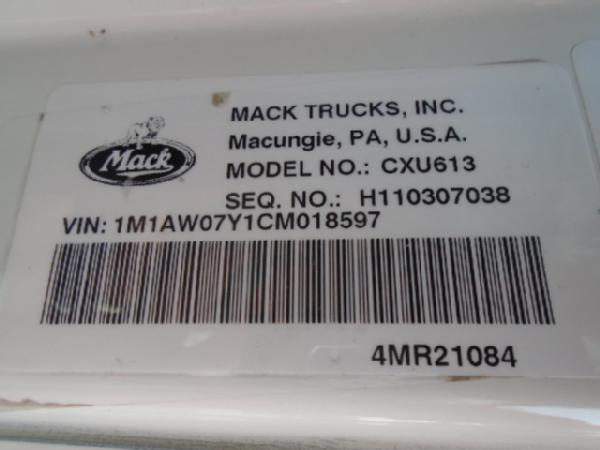 Mack
MACK TRUCKS, INC.
Macungie, PA, U.S.A.
MODEL NO.: CXU613
SEQ. NO.: H110307038
VIN: 1M1AW07Y1CM018597
4MR21084